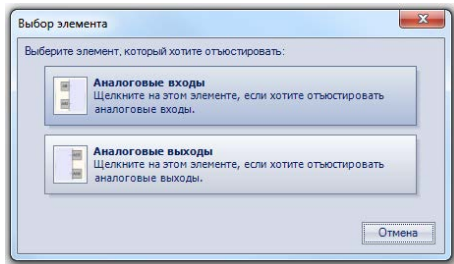 Выбор элемента
Выберите элемент, который хотите отъюстировать:
Аналоговые входы
Щелкните на этом элементе, если хотите отъюстировать
аналоговые входы.
Аналоговые выходы
Щелкните на этом элементе, если хотите отъюстировать
аналоговые выходы.
Отмена